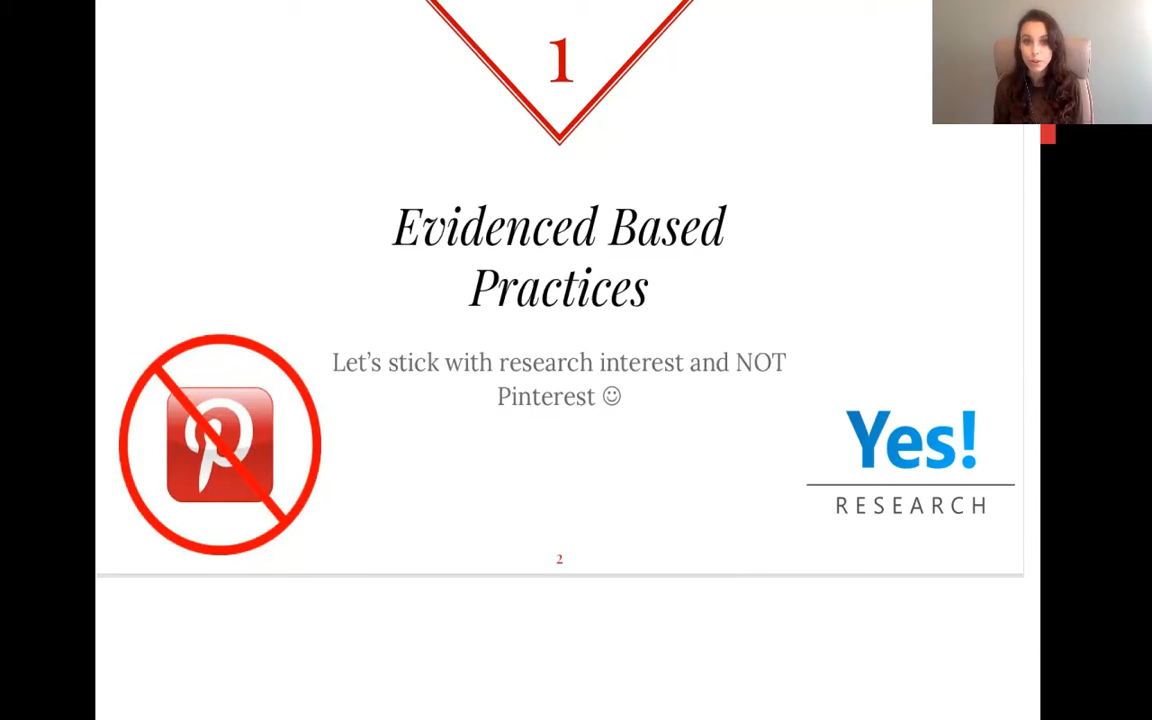 1
Evidenced Based
Practices
Let's stick with research interest and NOT
Pinterest ☺
Yes!
RESEARCH
2